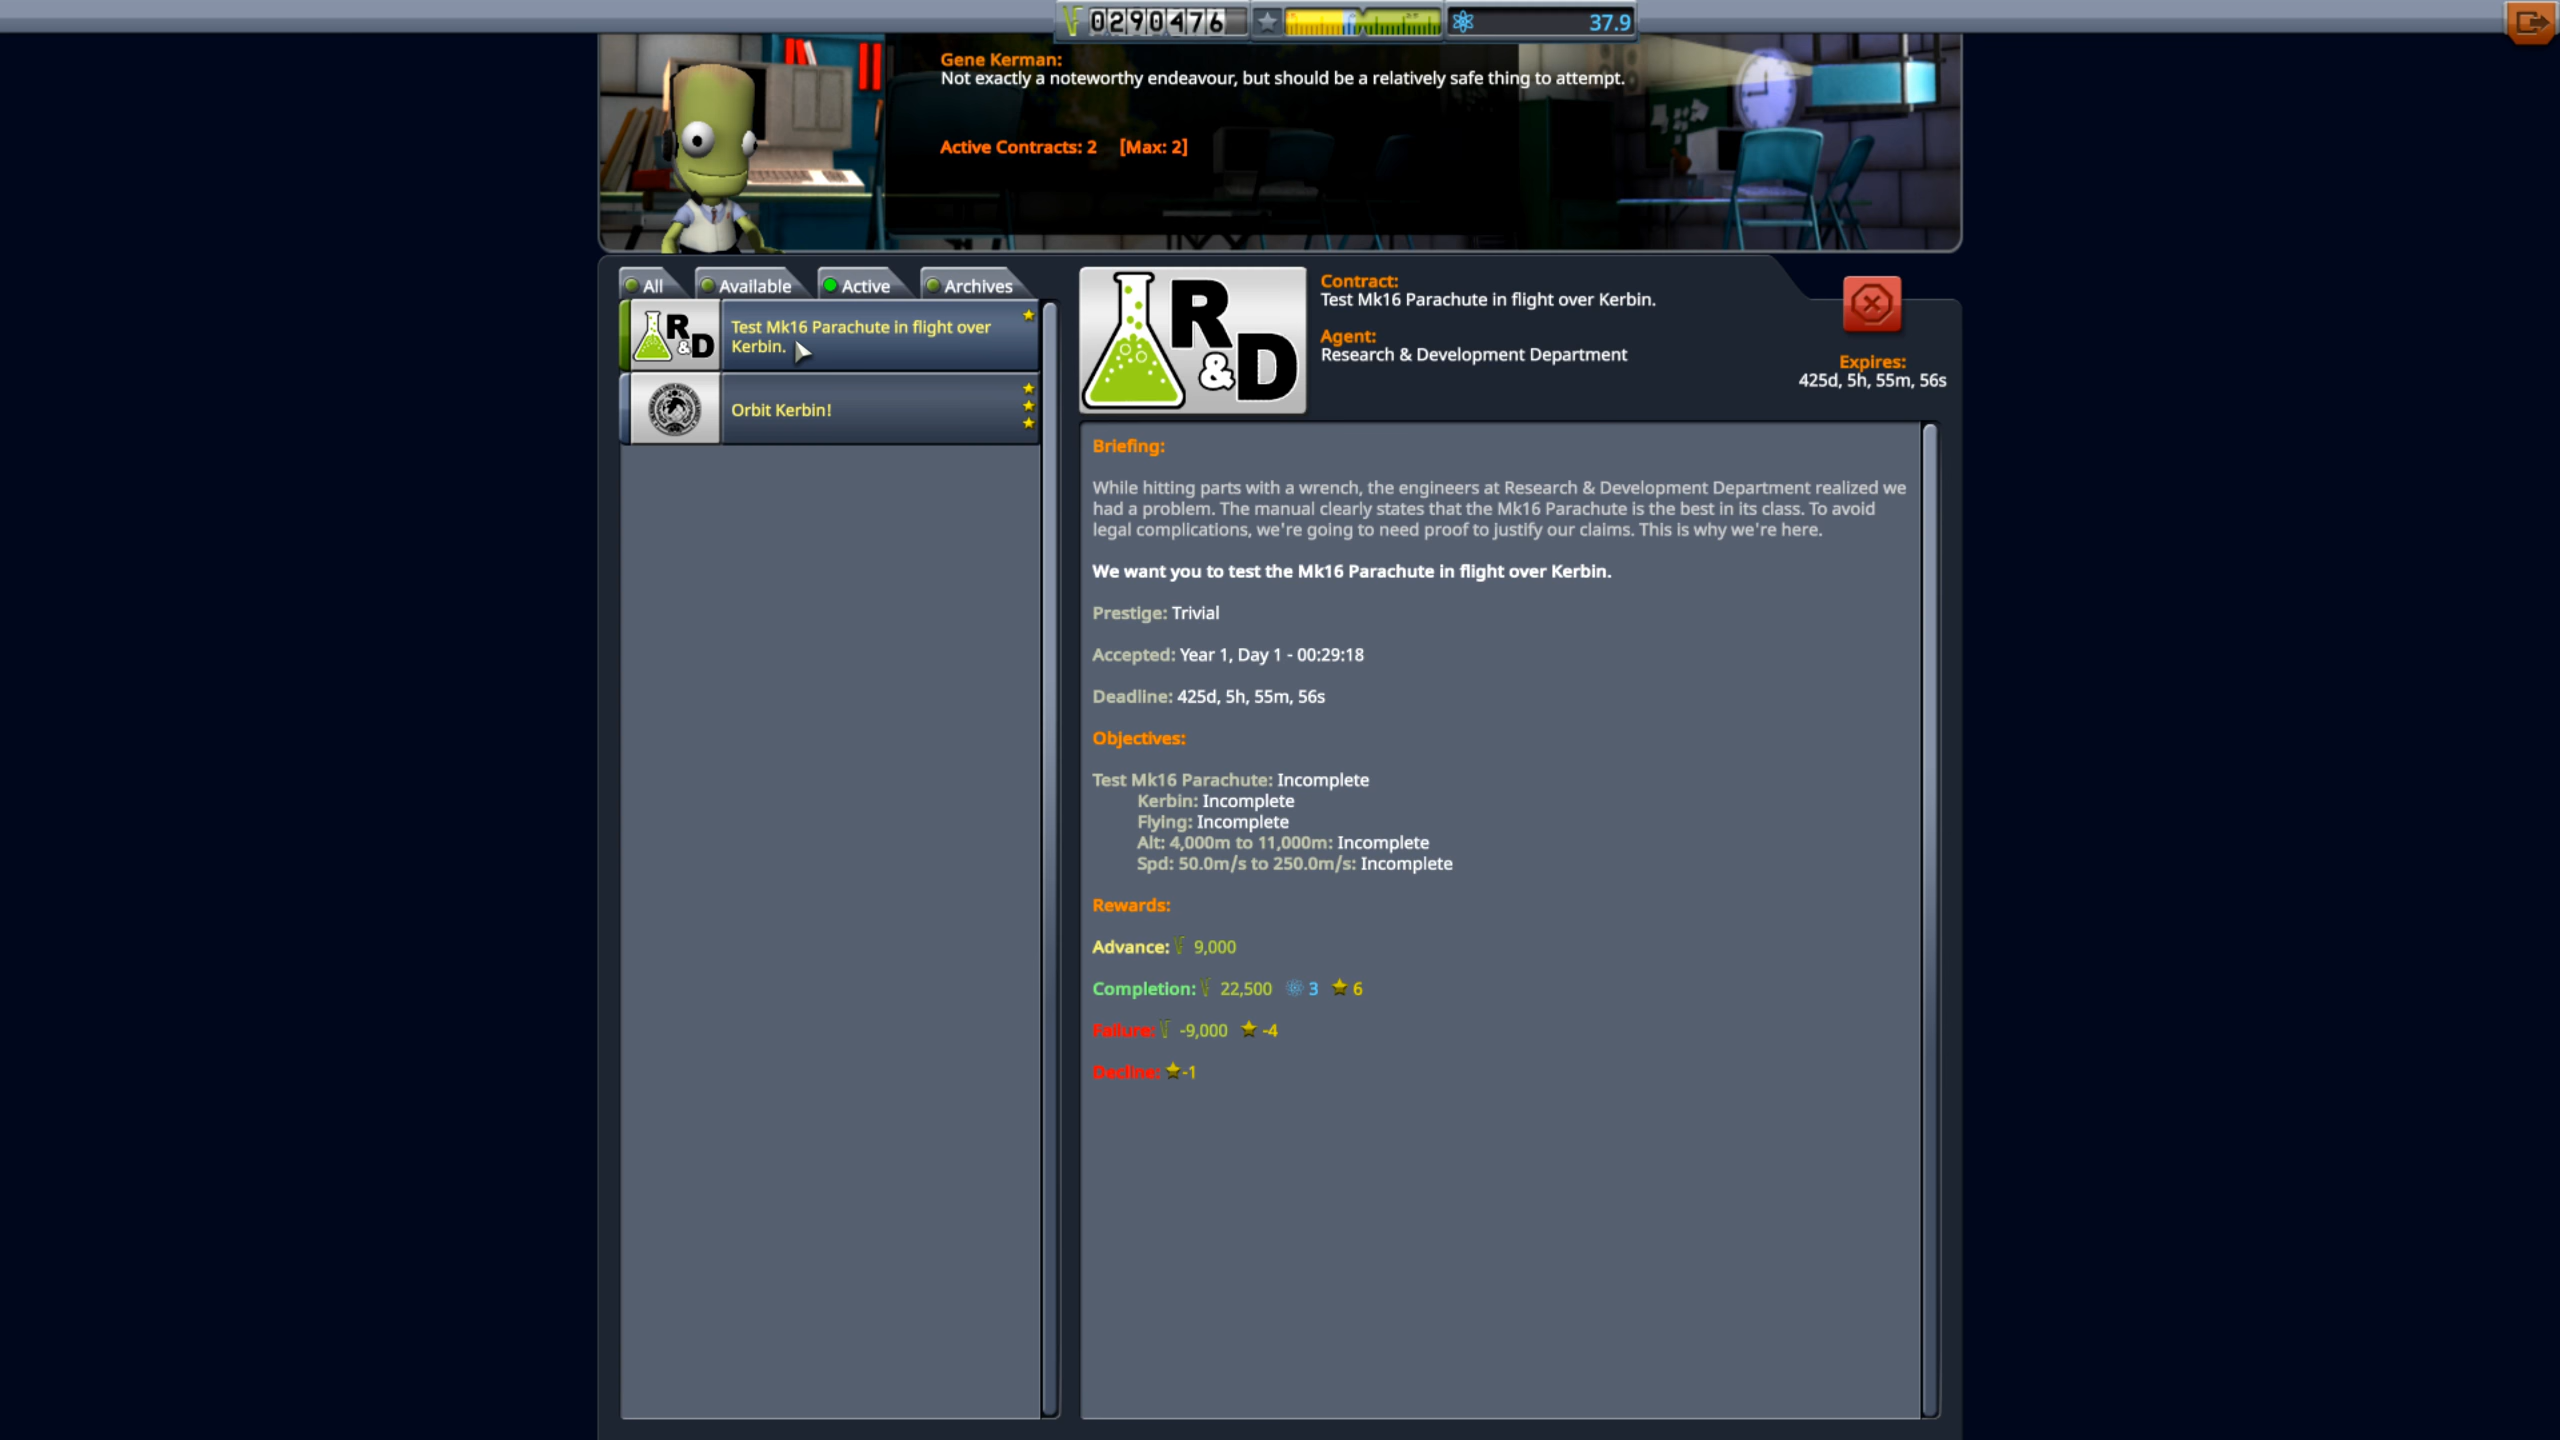 0290476
37.9
Gene Kerman:
Not exactly a noteworthy endeavour, but should be a relatively safe thing to attempt.
Active Contracts: 2 [Max: 2]
All
Available
Active
Archives
R&D
Test Mk16 Parachute in flight over
Kerbin.
Orbit Kerbin!
R&D
Contract:
Test Mk16 Parachute in flight over Kerbin.
Agent:
Research & Development Department
Expires:
425d, 5h, 55m, 56s
Briefing:
While hitting parts with a wrench, the engineers at Research & Development Department realized we
had a problem. The manual clearly states that the Mk16 Parachute is the best in its class. To avoid
legal complications, we're going to need proof to justify our claims. This is why we're here.
We want you to test the Mk16 Parachute in flight over Kerbin.
Prestige: Trivial
Accepted: Year 1, Day 1 - 00:29:18
Deadline: 425d, 5h, 55m, 56s
Objectives:
Test Mk16 Parachute: Incomplete
Kerbin: Incomplete
Flying: Incomplete
Alt: 4,000m to 11,000m: Incomplete
Spd: 50.0m/s to 250.0m/s: Incomplete
Rewards:
Advance: 9,000
Completion: 22,500 3 6
Failure: -9,000 -4
Decline: -1